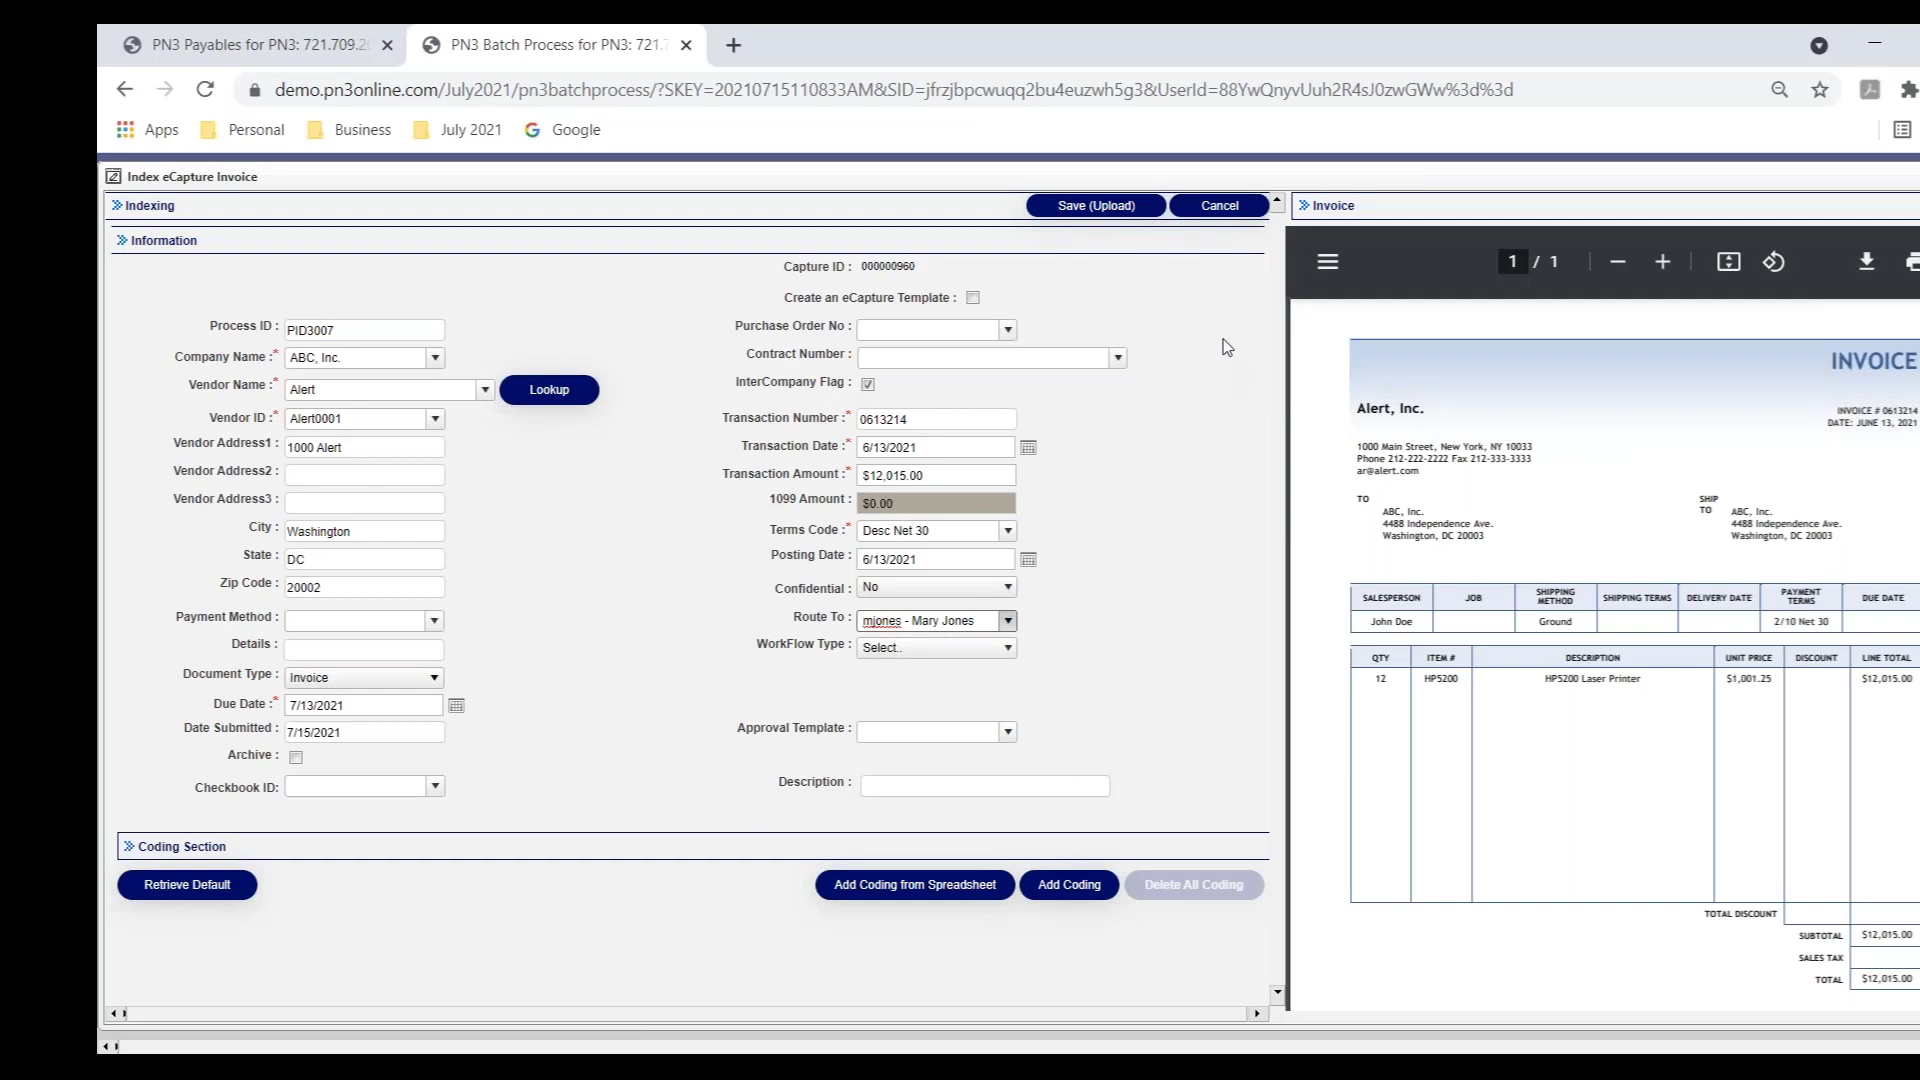 PN3 Payables for PN3: 721.709.2
PN3 Batch Process for PN3: 721.7
demo.pn3online.com/July2021/pn3batchprocess/?SKEY=20210715110833AM&SID=jfrzjbpcwuqq2bu4euzwh5g3&UserId=88YwQnyvUuh2R4sJ0zwGWw%3d%3d
Apps Personal Business July 2021 Google
Index eCapture Invoice
Indexing Save (Upload) Cancel
Information
Capture ID : 000000960
Create an eCapture Template :
Process ID : PID3007
Company Name :* ABC, Inc.
Vendor Name :* Alert Lookup
Vendor ID :* Alert0001
Vendor Address1 : 1000 Alert
Vendor Address2 :
Vendor Address3 :
City : Washington
State : DC
Zip Code : 20002
Payment Method :
Details :
Document Type : Invoice
Due Date :* 7/13/2021
Date Submitted : 7/15/2021
Archive :
Checkbook ID:
Purchase Order No :
Contract Number :
InterCompany Flag :
Transaction Number :* 0613214
Transaction Date :* 6/13/2021
Transaction Amount :* $12,015.00
1099 Amount : $0.00
Terms Code :* Desc Net 30
Posting Date : 6/13/2021
Confidential : No
Route To : mjones - Mary Jones
WorkFlow Type : Select..
Approval Template :
Description :
Coding Section
Retrieve Default Add Coding from Spreadsheet Add Coding Delete All Coding
Invoice
1 / 1
INVOICE
Alert, Inc.
INVOICE # 0613214
DATE: JUNE 13, 2021
1000 Main Street, New York, NY 10033
Phone 212-222-2222 Fax 212-333-3333
ar@alert.com
TO
ABC, Inc.
4488 Independence Ave.
Washington, DC 20003
SHIP
TO
ABC, Inc.
4488 Independence Ave.
Washington, DC 20003
SALESPERSON JOB SHIPPING METHOD SHIPPING TERMS DELIVERY DATE PAYMENT TERMS DUE DATE
John Doe Ground 2/10 Net 30
QTY ITEM # DESCRIPTION UNIT PRICE DISCOUNT LINE TOTAL
12 HP5200 HP5200 Laser Printer $1,001.25 $12,015.00
TOTAL DISCOUNT
SUBTOTAL $12,015.00
SALES TAX
TOTAL $12,015.00